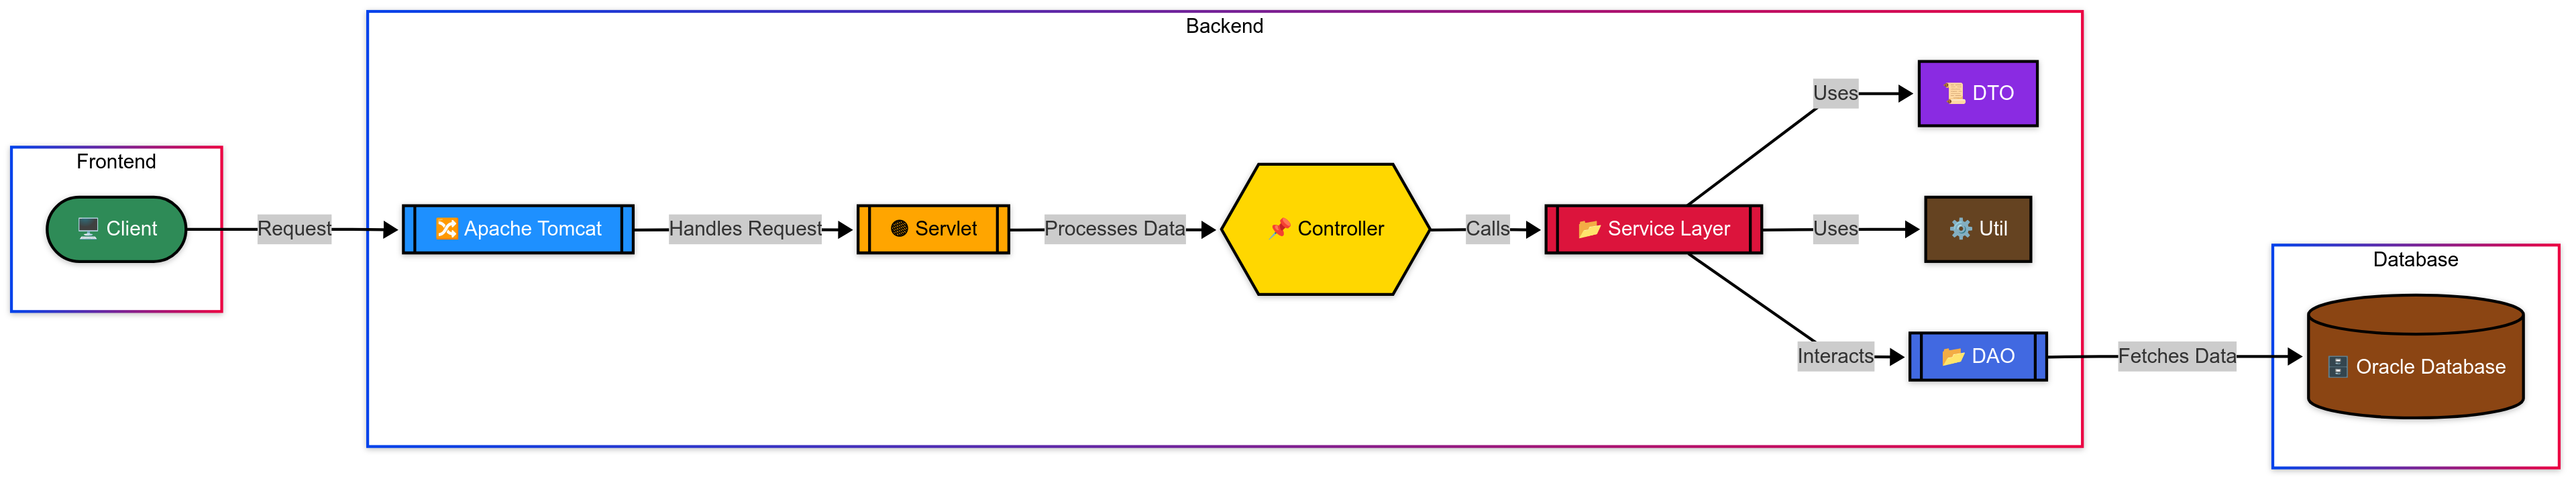 Backend
Frontend
Client
Request
Apache Tomcat
Handles Request
Servlet
Processes Data
Controller
Calls
Service Layer
Uses
DTO
Uses
Util
Interacts
DAO
Fetches Data
Database
Oracle Database